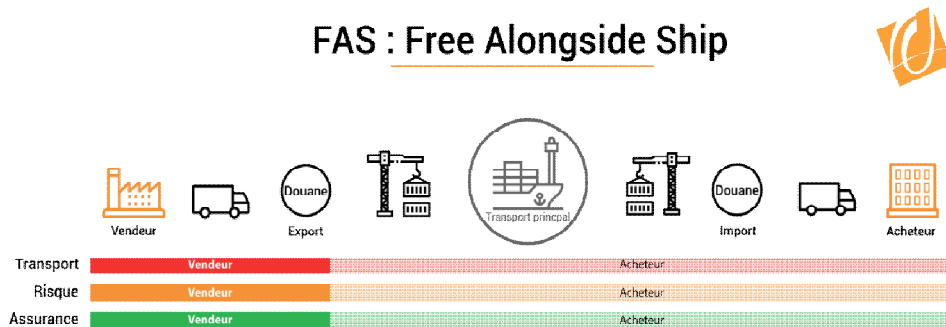 FAS : Free Alongside Ship
Douane
Transport princpal
Douane
Vendeur
Export
Import
Acheteur
Transport
Vendeur
Acheteur
Risque
Vendeur
Acheteur
Assurance
Vendeur
Acheteur